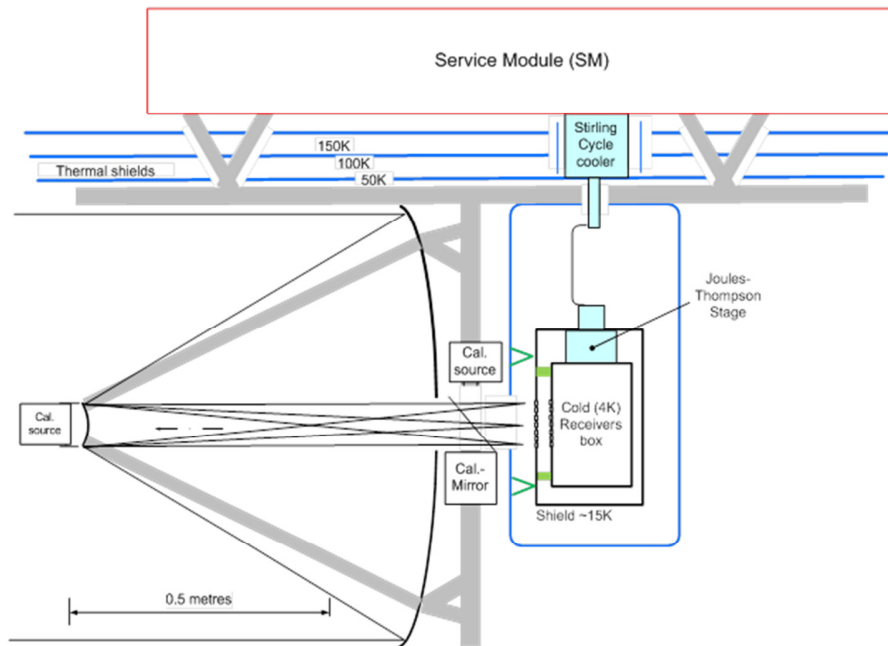 Service Module (SM)
150K
Stirling
Cycle
cooler
100K
Thermal shields
50K
Joules-
Thompson
Stage
Cal.
source
Cal.
source
Cold (4K)
Receivers
box
Cal.-
Mirror
Shield ~15K
0.5 metres